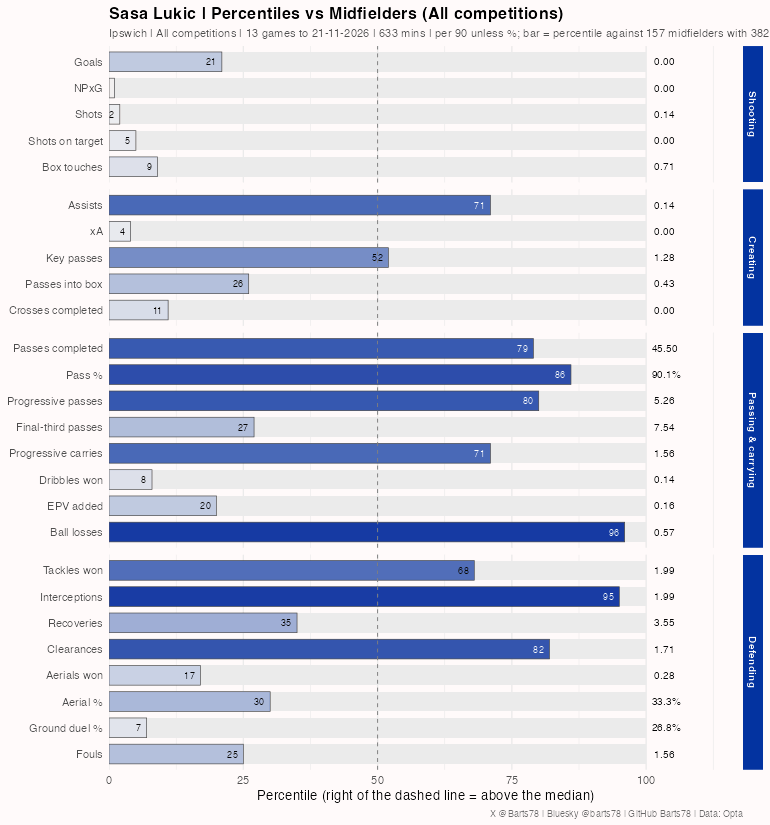 Sasa Lukic | Percentiles vs Midfielders (All competitions)
Ipswich | All competitions | 13 games to 21-11-2026 | 633 mins | per 90 unless %; bar = percentile against 157 midfielders with 382
Goals 21 0.00
NPxG 0.00
Shots 2 0.14
Shots on target 5 0.00
Box touches 9 0.71
Shooting
Assists 71 0.14
xA 4 0.00
Key passes 52 1.28
Passes into box 26 0.43
Crosses completed 11 0.00
Creating
Passes completed 79 45.50
Pass % 86 90.1%
Progressive passes 80 5.26
Final-third passes 27 7.54
Progressive carries 71 1.56
Dribbles won 8 0.14
EPV added 20 0.16
Ball losses 96 0.57
Passing & carrying
Tackles won 68 1.99
Interceptions 95 1.99
Recoveries 35 3.55
Clearances 82 1.71
Aerials won 17 0.28
Aerial % 30 33.3%
Ground duel % 7 26.8%
Fouls 25 1.56
Defending
0 25 50 75 100
Percentile (right of the dashed line = above the median)
X @Barts78 | Bluesky @barts78 | GitHub Barts78 | Data: Opta